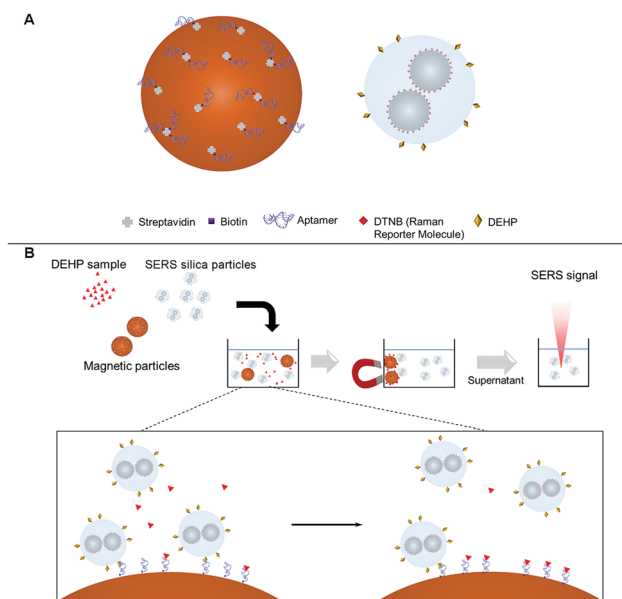 A
Streptavidin
Biotin
Aptamer
DTNB (Raman
Reporter Molecule)
DEHP
B
DEHP sample
SERS silica particles
SERS signal
Magnetic particles
Supernatant